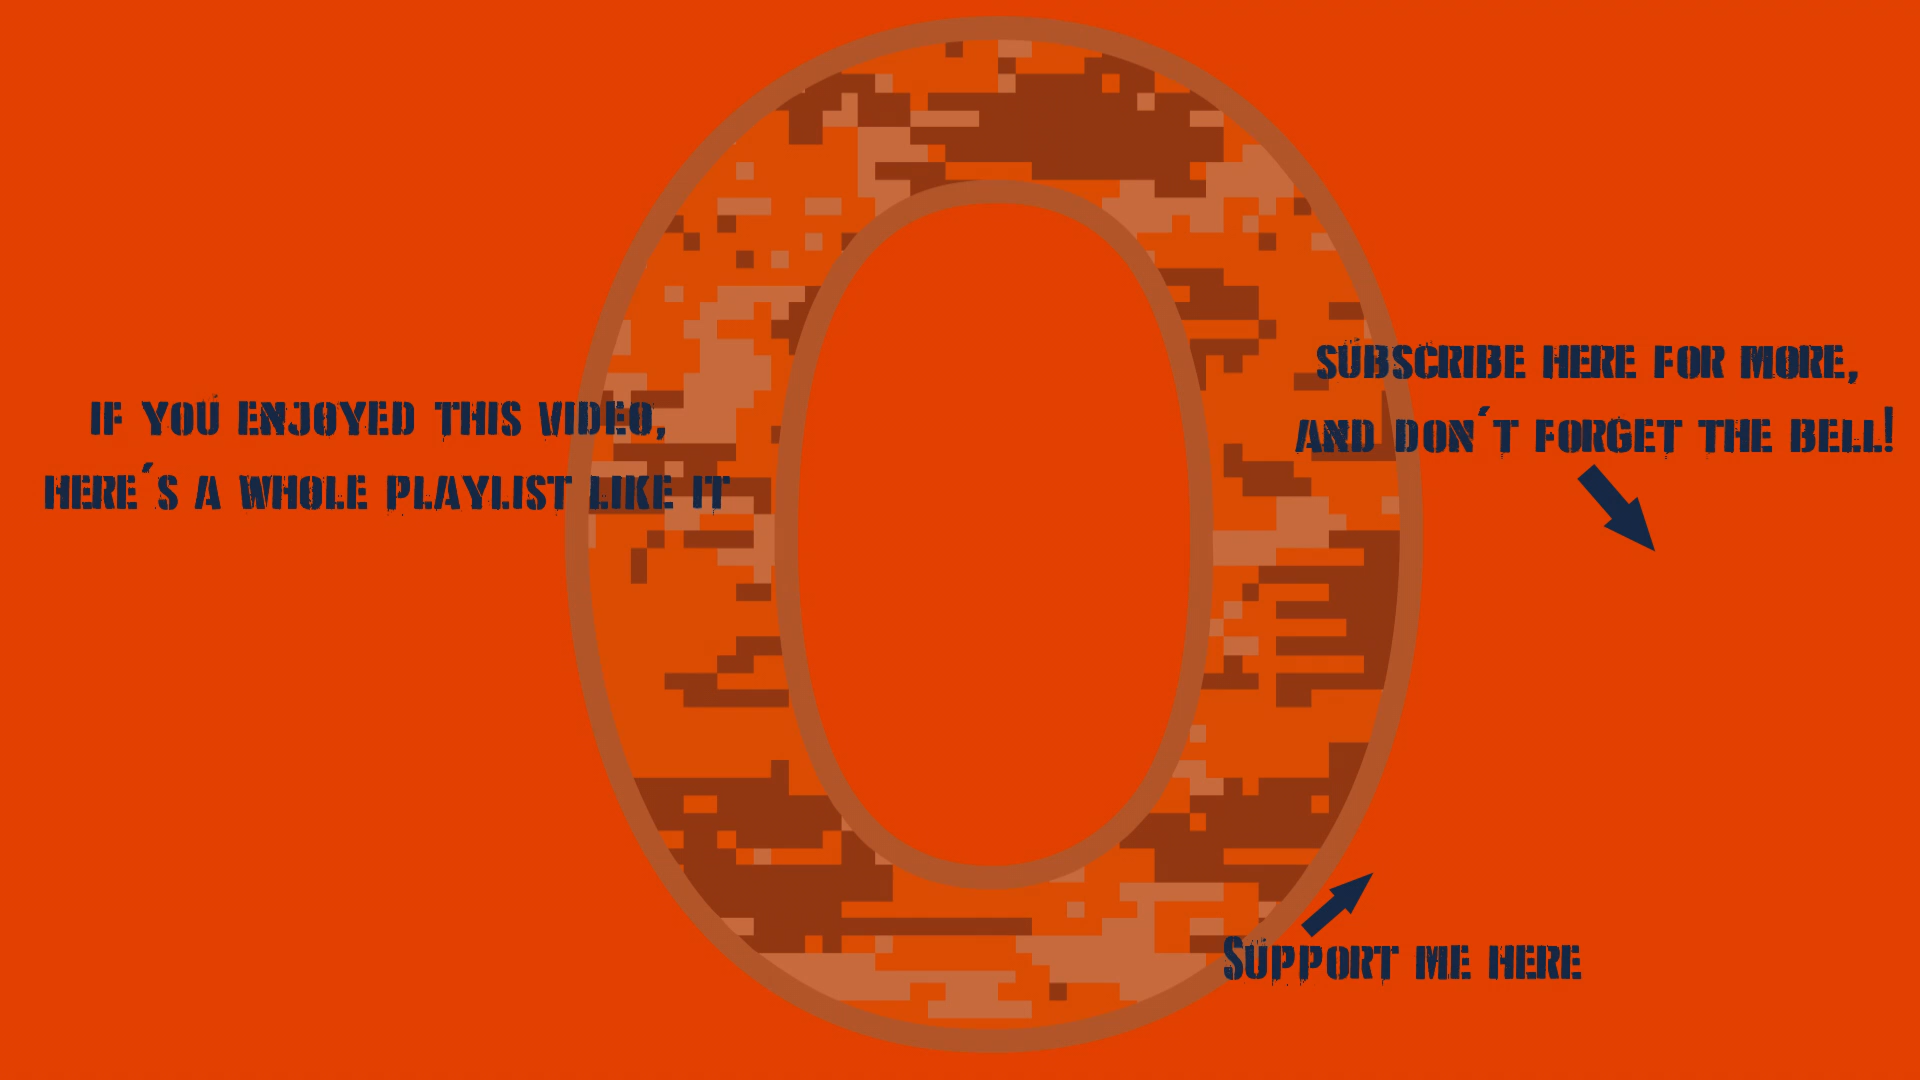 IF YOU ENJOYED THIS VIDEO,
HERE´S A WHOLE PLAYLIST LIKE IT
SUBSCRIBE HERE FOR MORE,
AND DON´T FORGET THE BELL!
SUPPORT ME HERE
O